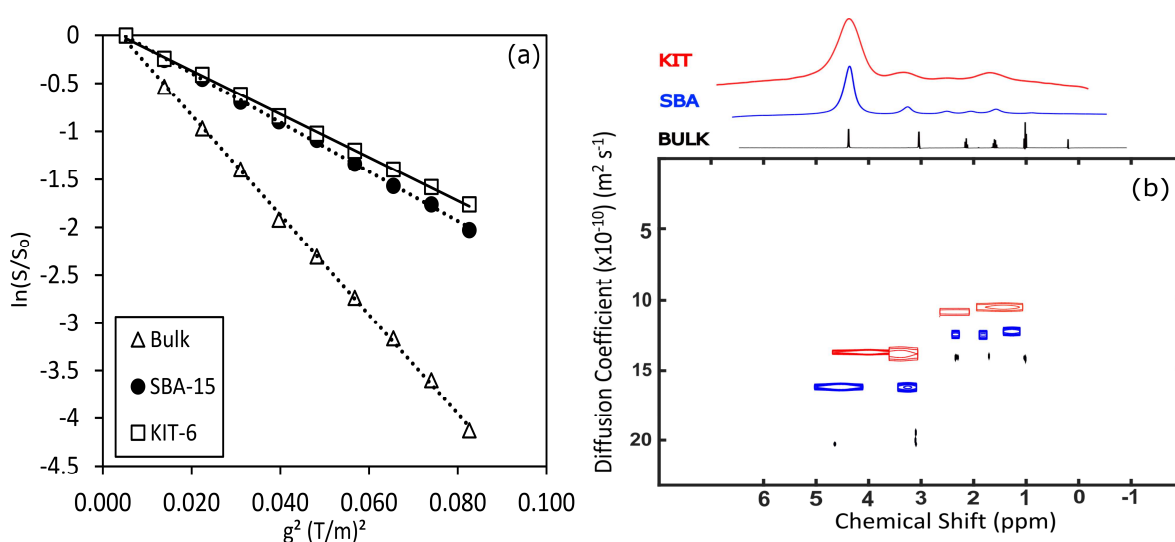 (a)
0
-0.5
-1.0
-1.5
-2.0
-2.5
-3.0
-3.5
-4
-4.5
ln(S/S₀)
Bulk
SBA-15
KIT-6
0.000 0.020 0.040 0.060 0.080 0.100
g² (T/m)²
KIT
SBA
BULK
(b)
5
10
15
20
Diffusion Coefficient (x10⁻¹⁰) (m² s⁻¹)
6 5 4 3 2 1 0 -1
Chemical Shift (ppm)